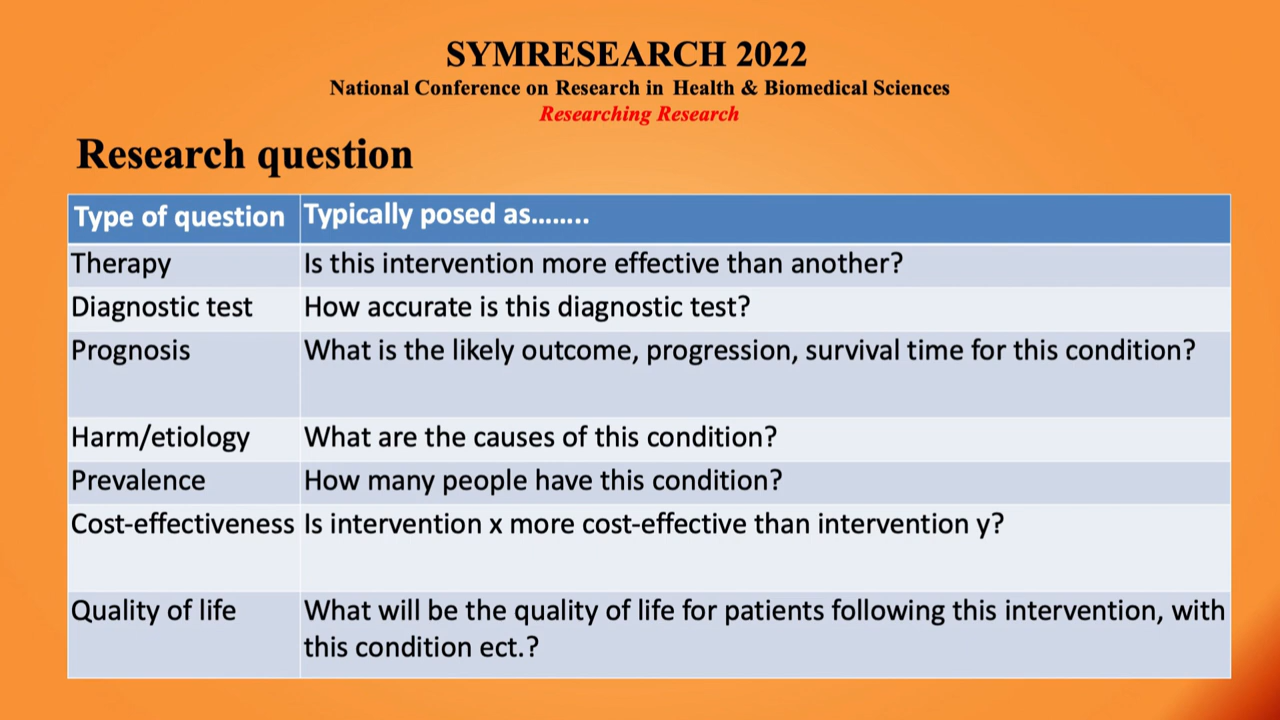 SYMRESEARCH 2022
National Conference on Research in Health & Biomedical Sciences
Researching Research
Research question
Type of question Typically posed as........
Therapy Is this intervention more effective than another?
Diagnostic test How accurate is this diagnostic test?
Prognosis What is the likely outcome, progression, survival time for this condition?
Harm/etiology What are the causes of this condition?
Prevalence How many people have this condition?
Cost-effectiveness Is intervention x more cost-effective than intervention y?
Quality of life What will be the quality of life for patients following this intervention, with
this condition ect.?